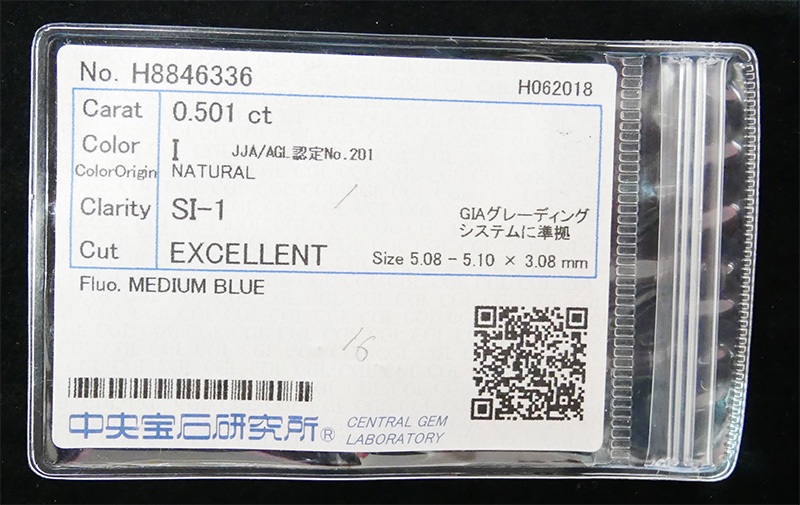 No. H8846336
H062018
Carat 0.501 ct
Color I JJA/AGL認定No.201
ColorOrigin NATURAL
Clarity SI-1
GIAグレーディング
システムに準拠
Cut EXCELLENT Size 5.08 - 5.10 × 3.08 mm
Fluo. MEDIUM BLUE
16
中央宝石研究所® CENTRAL GEM
LABORATORY